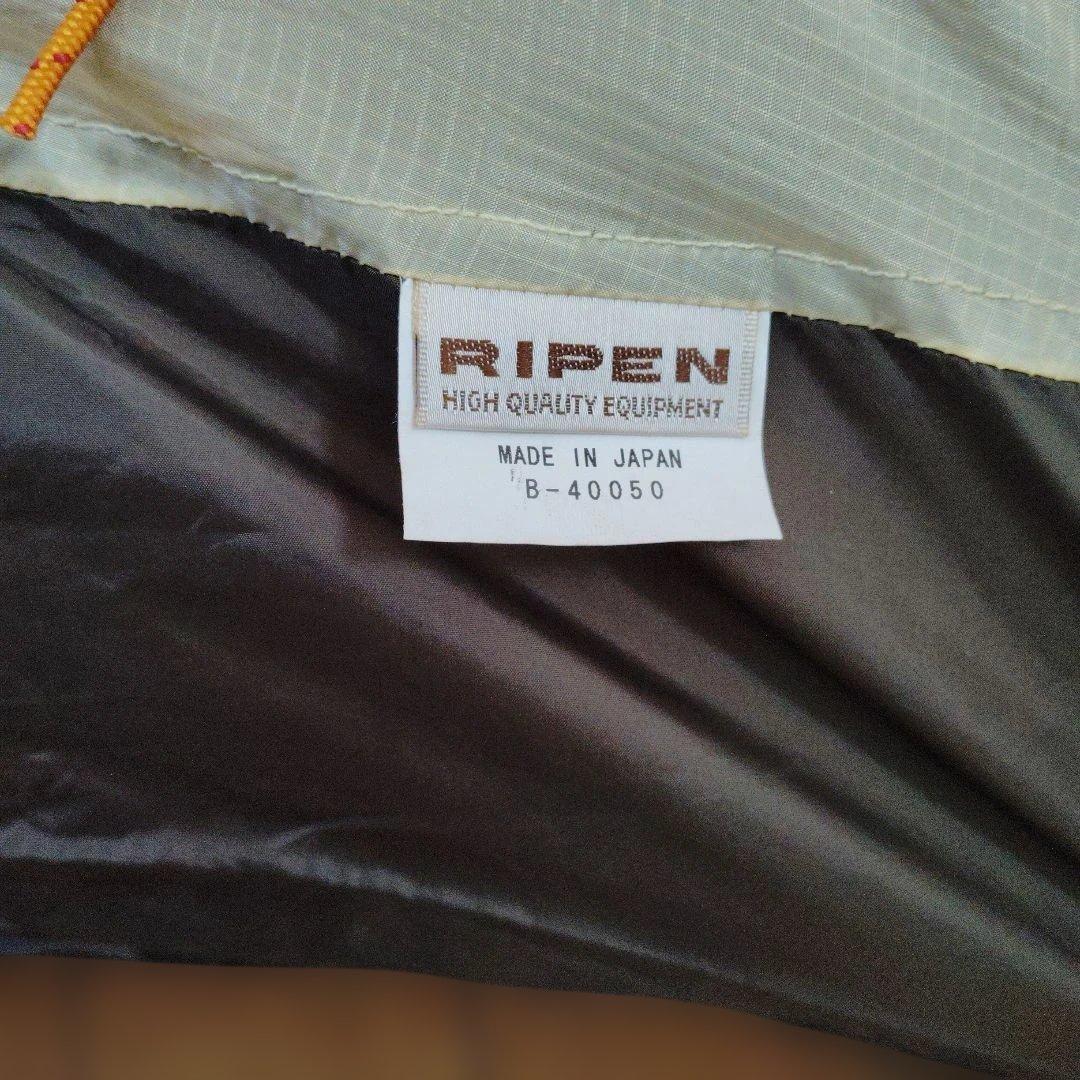 RIPEN
HIGH QUALITY EQUIPMENT
MADE IN JAPAN
B-40050